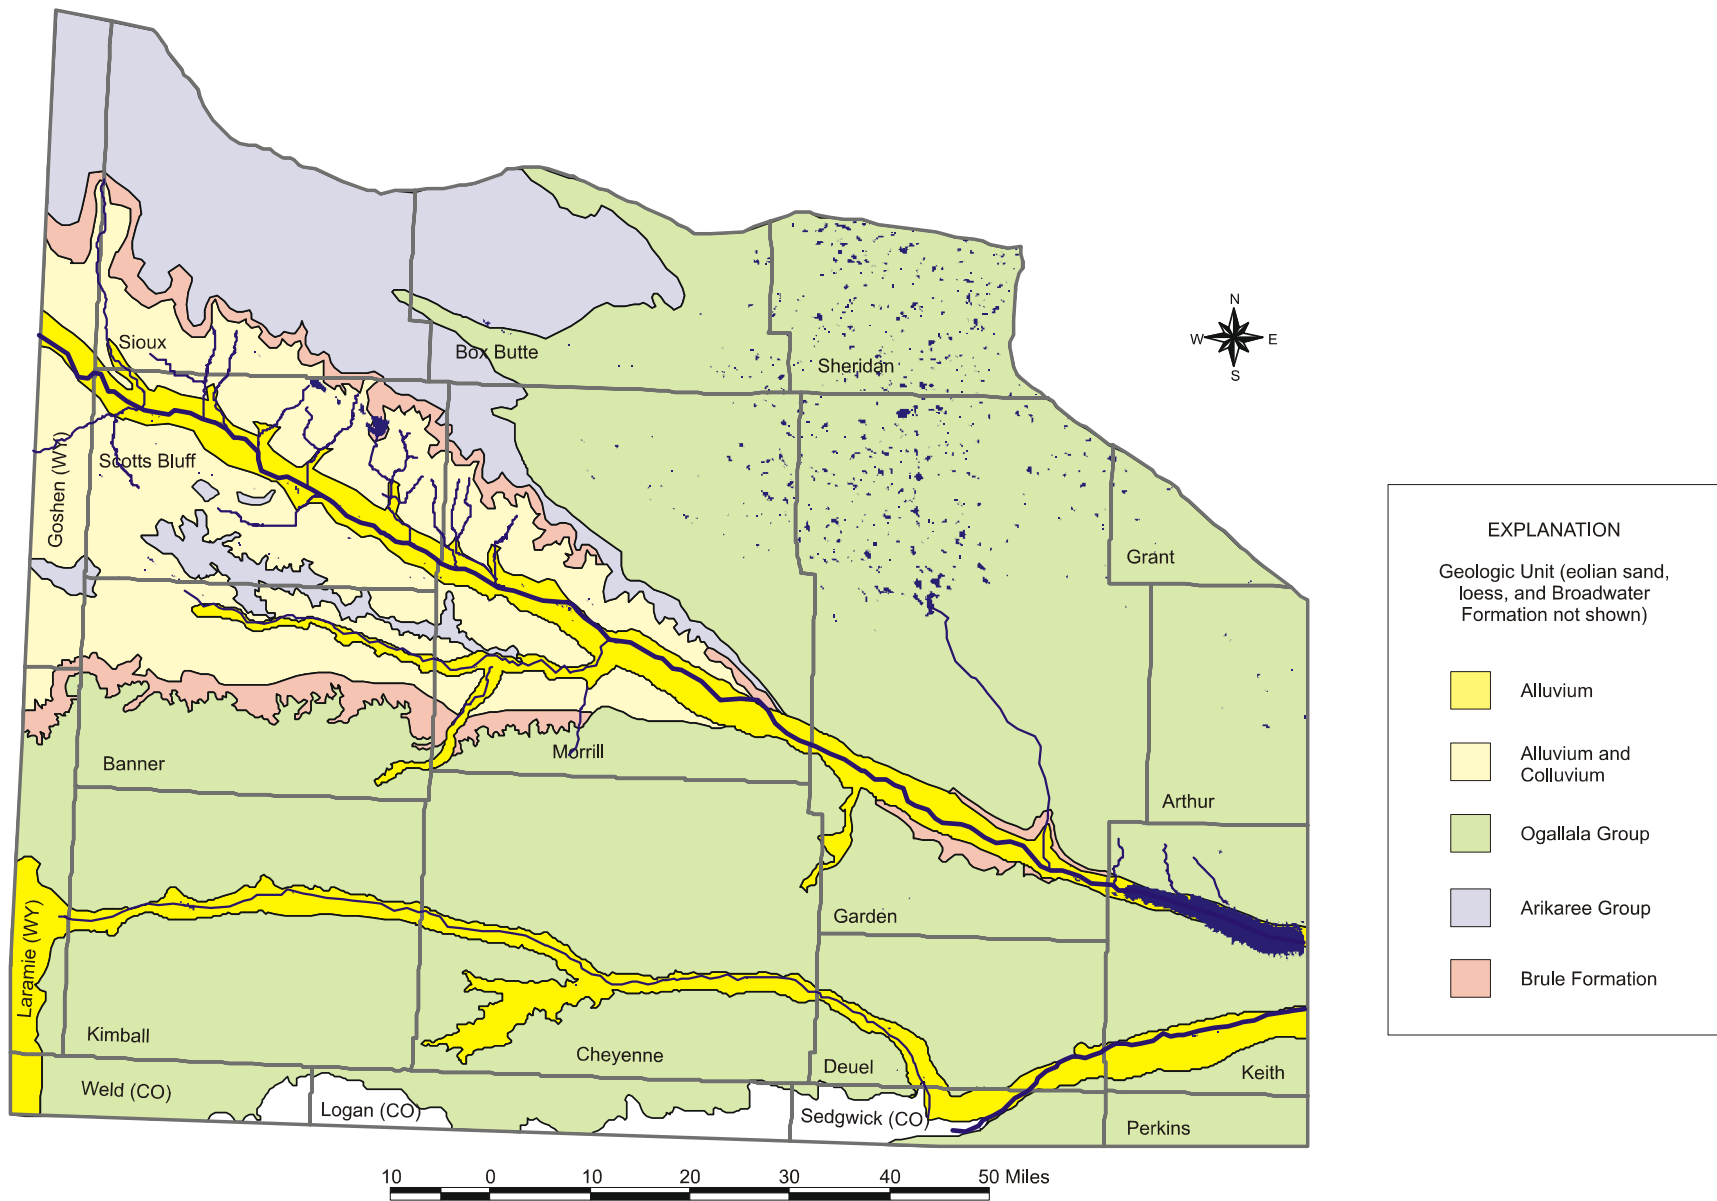 N
W E
S
Sioux
Box Butte
Sheridan
Goshen (WY)
Scotts Bluff
Grant
Banner
Morrill
Arthur
Garden
Laramie (WY)
Kimball
Cheyenne
Deuel
Keith
Weld (CO)
Logan (CO)
Sedgwick (CO)
Perkins
10 0 10 20 30 40 50 Miles
EXPLANATION
Geologic Unit (eolian sand,
loess, and Broadwater
Formation not shown)
Alluvium
Alluvium and
Colluvium
Ogallala Group
Arikaree Group
Brule Formation